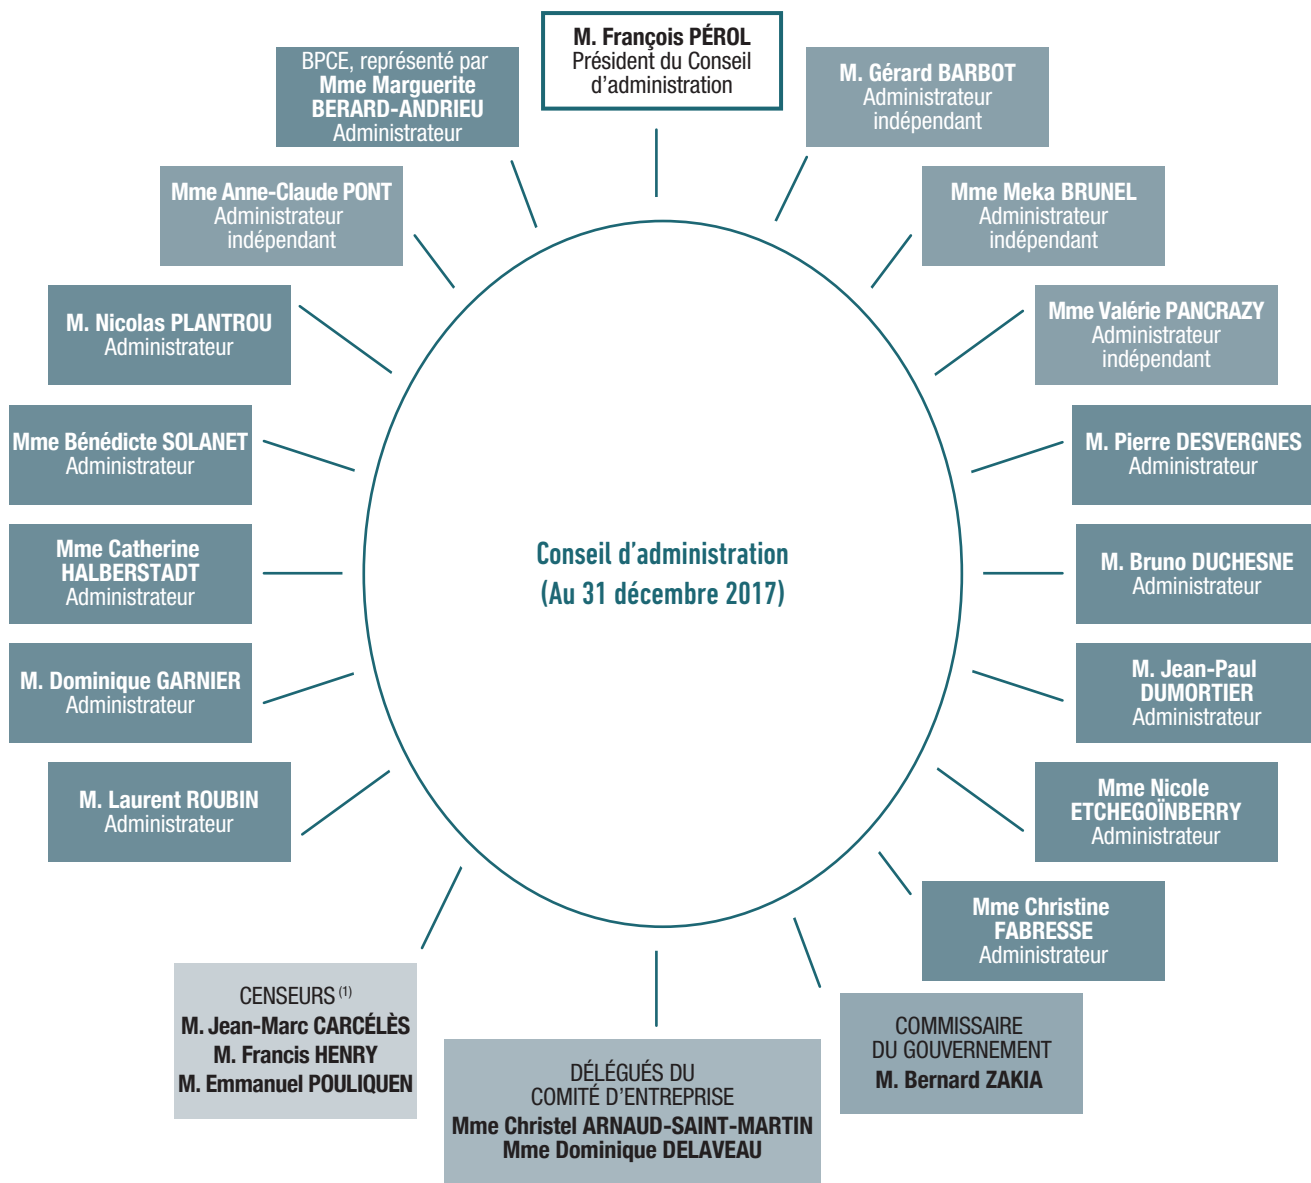 M. François PÉROL
Président du Conseil
d'administration
BPCE, représenté par
Mme Marguerite
BERARD-ANDRIEU
Administrateur
M. Gérard BARBOT
Administrateur
indépendant
Mme Anne-Claude PONT
Administrateur
indépendant
Mme Meka BRUNEL
Administrateur
indépendant
M. Nicolas PLANTROU
Administrateur
Mme Valérie PANCRAZY
Administrateur
indépendant
Mme Bénédicte SOLANET
Administrateur
M. Pierre DESVERGNES
Administrateur
Mme Catherine
HALBERSTADT
Administrateur
Conseil d'administration
(Au 31 décembre 2017)
M. Bruno DUCHESNE
Administrateur
M. Dominique GARNIER
Administrateur
M. Jean-Paul
DUMORTIER
Administrateur
M. Laurent ROUBIN
Administrateur
Mme Nicole
ETCHEGOÏNBERRY
Administrateur
Mme Christine
FABRESSE
Administrateur
CENSEURS (1)
M. Jean-Marc CARCÉLÈS
M. Francis HENRY
M. Emmanuel POULIQUEN
DÉLÉGUÉS DU
COMITÉ D'ENTREPRISE
Mme Christel ARNAUD-SAINT-MARTIN
Mme Dominique DELAVEAU
COMMISSAIRE
DU GOUVERNEMENT
M. Bernard ZAKIA